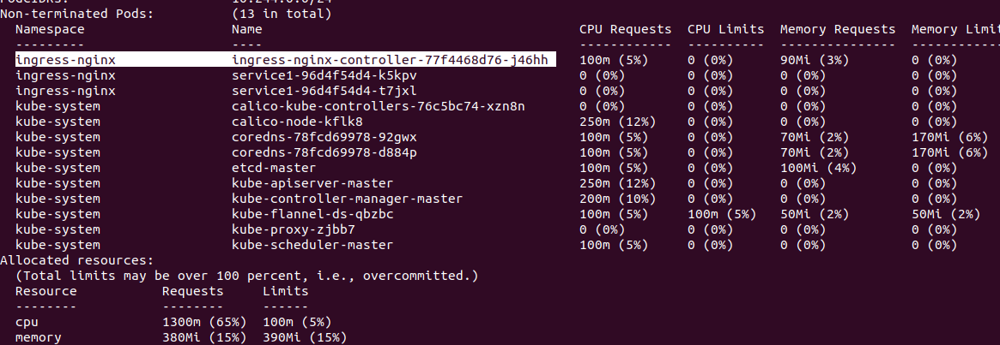 Non-terminated Pods: (13 in total)
Namespace Name CPU Requests CPU Limits Memory Requests Memory Limit
--------- ---- ------------ ---------- --------------- -------------
ingress-nginx ingress-nginx-controller-77f4468d76-j46hh 100m (5%) 0 (0%) 90Mi (3%) 0 (0%)
ingress-nginx service1-96d4f54d4-k5kpv 0 (0%) 0 (0%) 0 (0%) 0 (0%)
ingress-nginx service1-96d4f54d4-t7jxl 0 (0%) 0 (0%) 0 (0%) 0 (0%)
kube-system calico-kube-controllers-76c5bc74-xzn8n 0 (0%) 0 (0%) 0 (0%) 0 (0%)
kube-system calico-node-kflk8 250m (12%) 0 (0%) 0 (0%) 0 (0%)
kube-system coredns-78fcd69978-92gwx 100m (5%) 0 (0%) 70Mi (2%) 170Mi (6%)
kube-system coredns-78fcd69978-d884p 100m (5%) 0 (0%) 70Mi (2%) 170Mi (6%)
kube-system etcd-master 100m (5%) 0 (0%) 100Mi (4%) 0 (0%)
kube-system kube-apiserver-master 250m (12%) 0 (0%) 0 (0%) 0 (0%)
kube-system kube-controller-manager-master 200m (10%) 0 (0%) 0 (0%) 0 (0%)
kube-system kube-flannel-ds-qbzbc 100m (5%) 100m (5%) 50Mi (2%) 50Mi (2%)
kube-system kube-proxy-zjbb7 0 (0%) 0 (0%) 0 (0%) 0 (0%)
kube-system kube-scheduler-master 100m (5%) 0 (0%) 0 (0%) 0 (0%)
Allocated resources:
(Total limits may be over 100 percent, i.e., overcommitted.)
Resource Requests Limits
-------- -------- ------
cpu 1300m (65%) 100m (5%)
memory 380Mi (15%) 390Mi (15%)